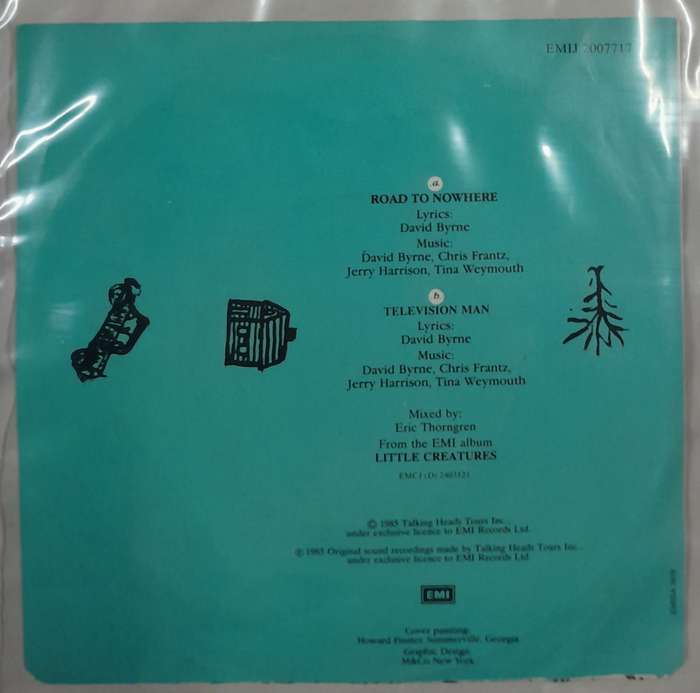 EMIJ 2007717
a
ROAD TO NOWHERE
Lyrics:
David Byrne
Music:
David Byrne, Chris Frantz,
Jerry Harrison, Tina Weymouth
b
TELEVISION MAN
Lyrics:
David Byrne
Music:
David Byrne, Chris Frantz,
Jerry Harrison, Tina Weymouth
Mixed by:
Eric Thorngren
From the EMI album
LITTLE CREATURES
2403521
© 1985 Talking Heads Tours Inc.
under exclusive licence to EMI Records Ltd.
℗ 1985 Original sound recordings made by Talking Heads Tours Inc.,
under exclusive licence to EMI Records Ltd
EMI
Cover painting:
Howard Finster, Summerville, Georgia
Graphic Design:
M&Co New York